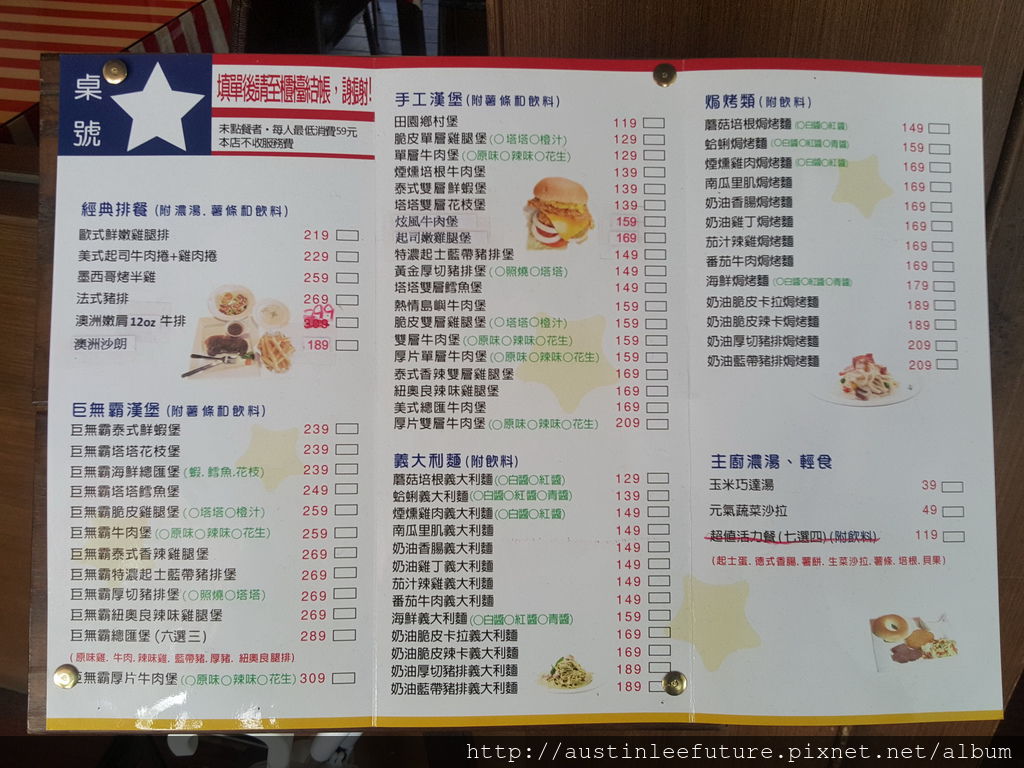 桌號
填單後請至櫃檯結帳，謝謝!
未點餐者・每人最低消費59元
本店不收服務費
經典排餐 (附濃湯.薯條和飲料)
歐式鮮嫩雞腿排 219
美式起司牛肉捲+雞肉捲 229
墨西哥烤半雞 259
法式豬排 269
澳洲嫩肩12oz 牛排 299
澳洲沙朗 189
巨無霸漢堡 (附薯條和飲料)
巨無霸泰式鮮蝦堡 239
巨無霸塔塔花枝堡 239
巨無霸海鮮總匯堡 (蝦.鱈魚.花枝) 239
巨無霸塔塔鱈魚堡 249
巨無霸脆皮雞腿堡 (○塔塔○橙汁) 259
巨無霸牛肉堡 (○原味○辣味○花生) 259
巨無霸泰式香辣雞腿堡 269
巨無霸特濃起士藍帶豬排堡 269
巨無霸厚切豬排堡 (○照燒○塔塔) 269
巨無霸紐奧良辣味雞腿堡 269
巨無霸總匯堡 (六選三) 289
(原味雞.牛肉.辣味雞.藍帶豬.厚豬.紐奧良腿排)
巨無霸厚片牛肉堡 (○原味○辣味○花生) 309
手工漢堡 (附薯條和飲料)
田園鄉村堡 119
脆皮單層雞腿堡 (○塔塔○橙汁) 129
單層牛肉堡 (○原味○辣味○花生) 129
煙燻培根牛肉堡 139
泰式雙層鮮蝦堡 139
塔塔雙層花枝堡 139
炫風牛肉堡 159
起司嫩雞腿堡 169
特濃起士藍帶豬排堡 149
黃金厚切豬排堡 (○照燒○塔塔) 149
塔塔雙層鱈魚堡 149
熱情島嶼牛肉堡 159
脆皮雙層雞腿堡 (○塔塔○橙汁) 159
雙層牛肉堡 (○原味○辣味○花生) 159
厚片單層牛肉堡 (○原味○辣味○花生) 159
泰式香辣雙層雞腿堡 169
紐奧良辣味雞腿堡 169
美式總匯牛肉堡 169
厚片雙層牛肉堡 (○原味○辣味○花生) 209
義大利麵 (附飲料)
蘑菇培根義大利麵 (○白醬○紅醬) 129
蛤蜊義大利麵 (○白醬○紅醬○青醬) 139
煙燻雞肉義大利麵 (○白醬○紅醬) 149
南瓜里肌義大利麵 149
奶油香腸義大利麵 149
奶油雞丁義大利麵 149
茄汁辣雞義大利麵 149
番茄牛肉義大利麵 149
海鮮義大利麵 (○白醬○紅醬○青醬) 159
奶油脆皮卡拉義大利麵 169
奶油脆皮辣卡義大利麵 169
奶油厚切豬排義大利麵 189
奶油藍帶豬排義大利麵 189
焗烤類 (附飲料)
蘑菇培根焗烤麵 (○白醬○紅醬) 149
蛤蜊焗烤麵 (○白醬○紅醬○青醬) 159
煙燻雞肉焗烤麵 (○白醬○紅醬) 169
南瓜里肌焗烤麵 169
奶油香腸焗烤麵 169
奶油雞丁焗烤麵 169
茄汁辣雞焗烤麵 169
番茄牛肉焗烤麵 169
海鮮焗烤麵 (○白醬○紅醬○青醬) 179
奶油脆皮卡拉焗烤麵 189
奶油脆皮辣卡焗烤麵 189
奶油厚切豬排焗烤麵 209
奶油藍帶豬排焗烤麵 209
主廚濃湯、輕食
玉米巧達湯 39
元氣蔬菜沙拉 49
超值活力餐 (七選四) (附飲料) 119
(起士蛋.德式香腸.薯餅.生菜沙拉.薯條.培根.貝果)
http://austinleefuture.pixnet.net/album